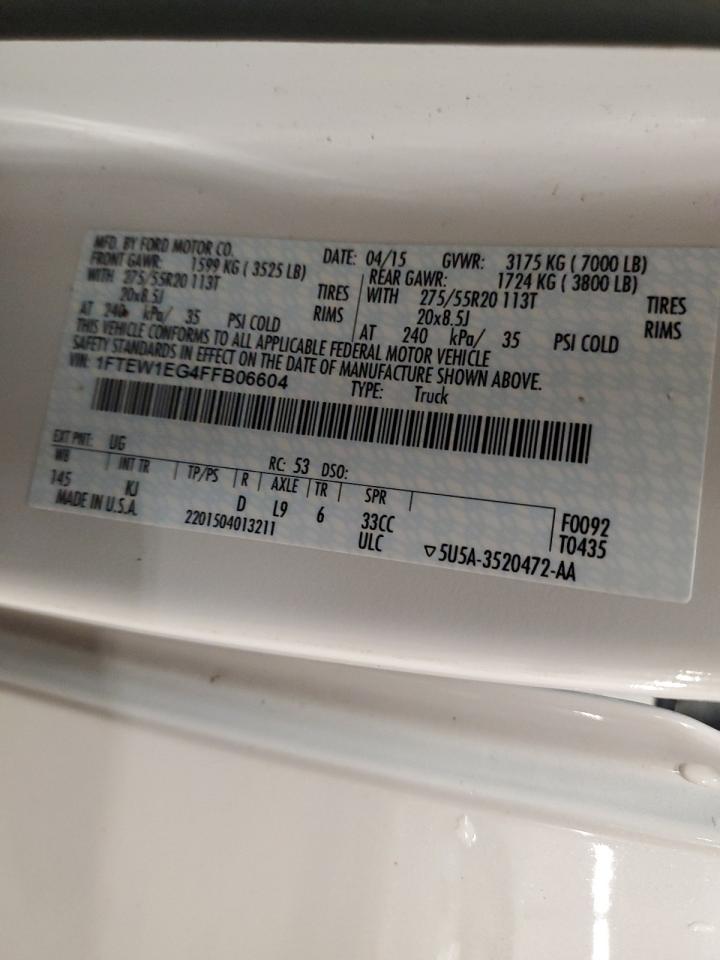 MFD. BY FORD MOTOR CO.
DATE: 04/15 GVWR: 3175 KG ( 7000 LB)
FRONT GAWR: 1599 KG ( 3525 LB)
WITH 275/55R20 113T TIRES
20x8.5J RIMS
AT 240 kPa/ 35 PSI COLD
REAR GAWR: 1724 KG ( 3800 LB)
WITH 275/55R20 113T TIRES
20x8.5J RIMS
AT 240 kPa/ 35 PSI COLD
THIS VEHICLE CONFORMS TO ALL APPLICABLE FEDERAL MOTOR VEHICLE
SAFETY STANDARDS IN EFFECT ON THE DATE OF MANUFACTURE SHOWN ABOVE.
VIN: 1FTEW1EG4FFB06604
TYPE: Truck
EXT PNT: UG RC: 53 DSO:
WB INT TR TP/PS R AXLE TR SPR
145 KJ D L9 6 33CC
F0092
MADE IN U.S.A. 2201504013211 ULC
T0435
▽5U5A-3520472-AA